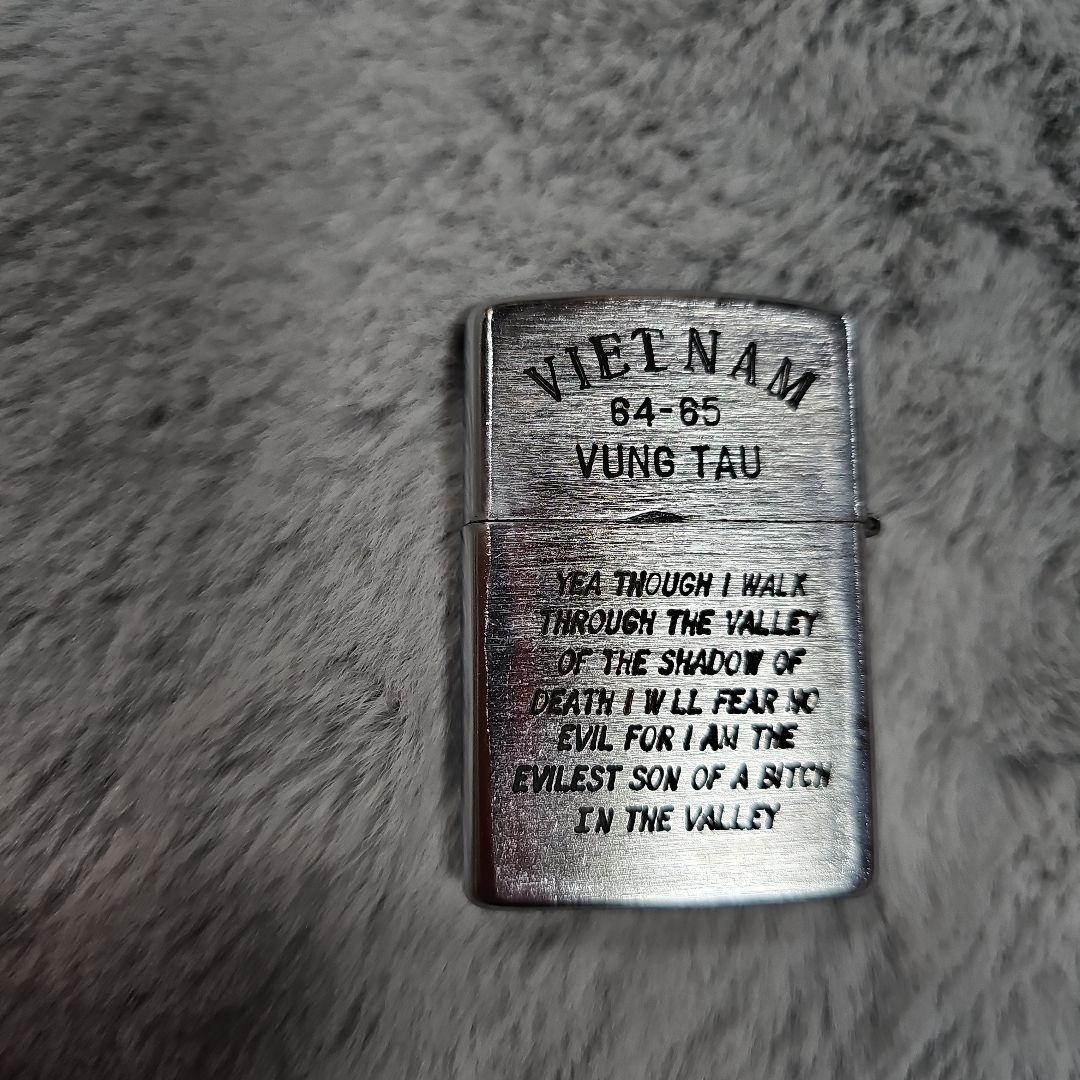 VIETNAM
64-65
VUNG TAU
YEA THOUGH I WALK
THROUGH THE VALLEY
OF THE SHADOW OF
DEATH I W LL FEAR NO
EVIL FOR I AM THE
EVILEST SON OF A BITCH
IN THE VALLEY